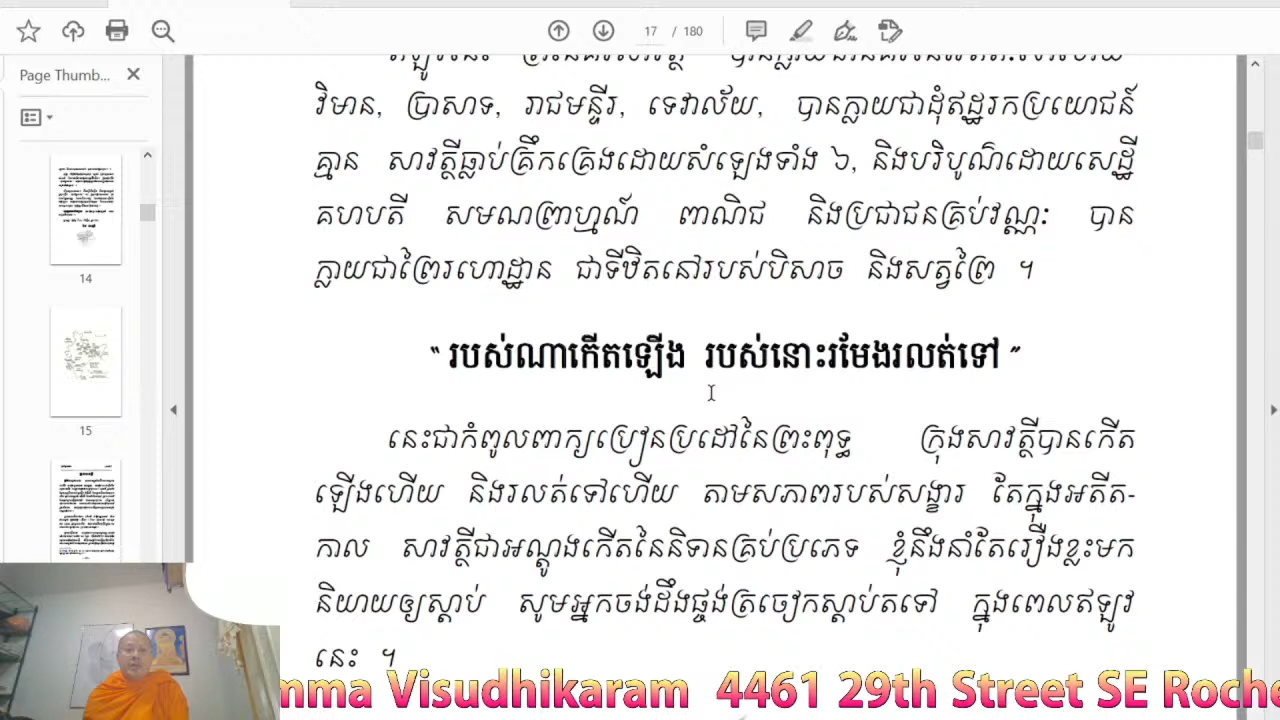 17 / 180
Page Thumb...
វិមាន, ប្រាសាទ, រាជមន្ទីរ, ទេវាល័យ, បានក្លាយជាដុំឥដ្ឋរកប្រយោជន៍
គ្មាន សាវត្ថីធ្លាប់គ្រឹកគ្រេងដោយសំឡេងទាំង ៦, និងបរិបូណ៌ដោយសេដ្ឋី
គហបតី សមណព្រាហ្មណ៍ ពាណិជ និងប្រជាជនគ្រប់វណ្ណៈ បាន
ក្លាយជាព្រៃរហោដ្ឋាន ជាទីឋិតនៅរបស់បិសាច និងសត្វព្រៃ ។
14
"របស់ណាកើតឡើង របស់នោះរមែងរលត់ទៅ"
15
នេះជាកំពូលពាក្យប្រៀនប្រដៅនៃព្រះពុទ្ធ ក្រុងសាវត្ថីបានកើត
ឡើងហើយ និងរលត់ទៅហើយ តាមសភាពរបស់សង្ខារ តែក្នុងអតីត-
កាល សាវត្ថីជាអណ្តូងកើតនៃនិទានគ្រប់ប្រភេទ ខ្ញុំនឹងនាំតែរឿងខ្លះមក
និយាយឲ្យស្តាប់ សូមអ្នកចង់ដឹងផ្ចង់ត្រចៀកស្តាប់តទៅ ក្នុងពេលឥឡូវ
នេះ ។
mma Visudhikaram 4461 29th Street SE Roche